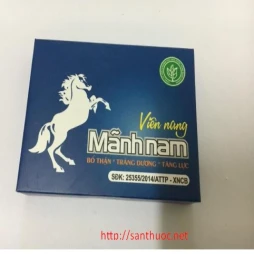 Viên nang
Mãnh nam
BỔ THẬN - TRÁNG DƯƠNG - TĂNG LỰC
SĐK: 25355/2014/ATTP - XNCB
http://santhuoc.net